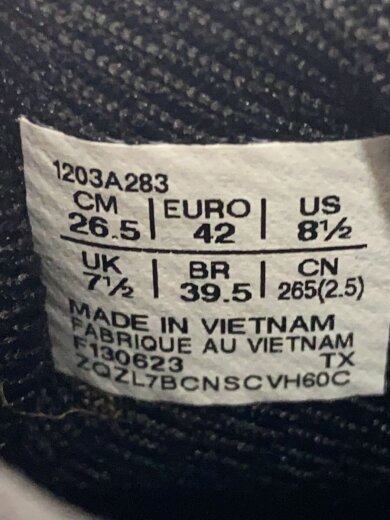 1203A283
CM | EURO | US
26.5 | 42 | 8½
UK | BR | CN
7½ | 39.5 | 265(2.5)
MADE IN VIETNAM
FABRIQUE AU VIETNAM
F130623 TX
ZQZL7BCNSCVH60C